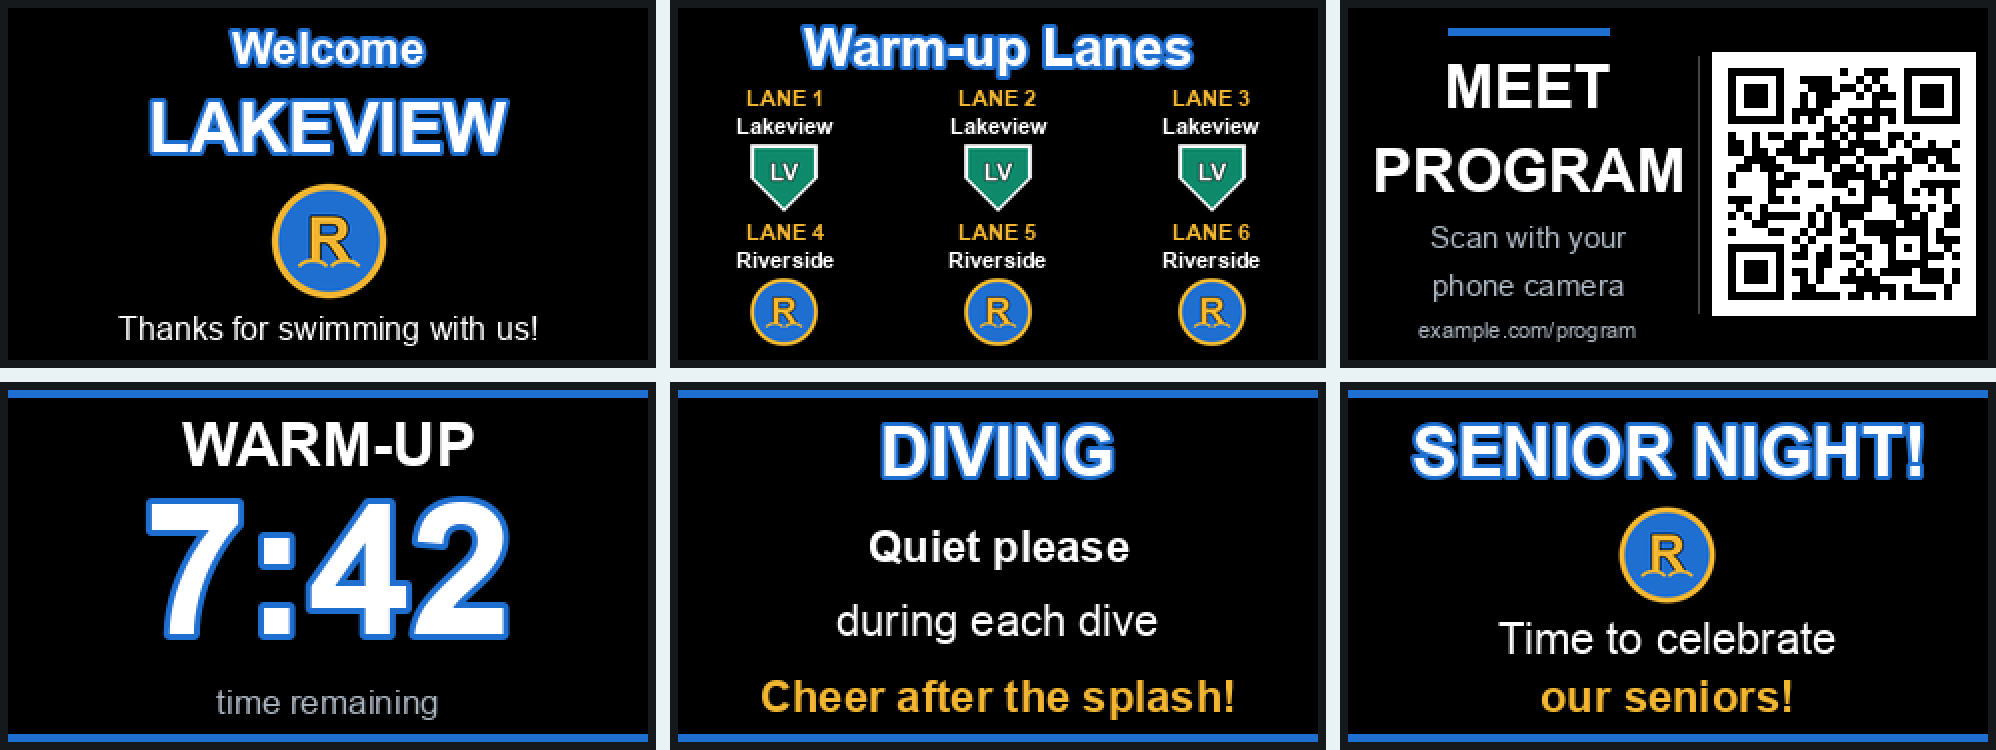 Welcome
LAKEVIEW
R
Thanks for swimming with us!
Warm-up Lanes
LANE 1 LANE 2 LANE 3
Lakeview Lakeview Lakeview
LV LV LV
LANE 4 LANE 5 LANE 6
Riverside Riverside Riverside
R R R
MEET
PROGRAM
Scan with your
phone camera
example.com/program
WARM-UP
7:42
time remaining
DIVING
Quiet please
during each dive
Cheer after the splash!
SENIOR NIGHT!
R
Time to celebrate
our seniors!